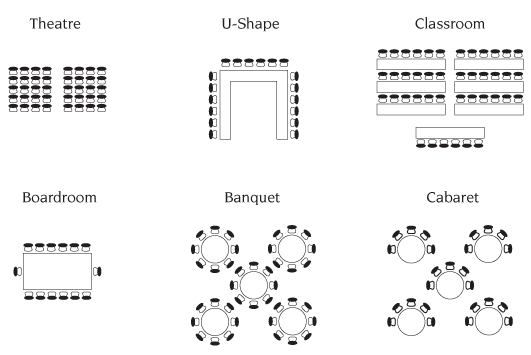 Theatre
U-Shape
Classroom
Boardroom
Banquet
Cabaret